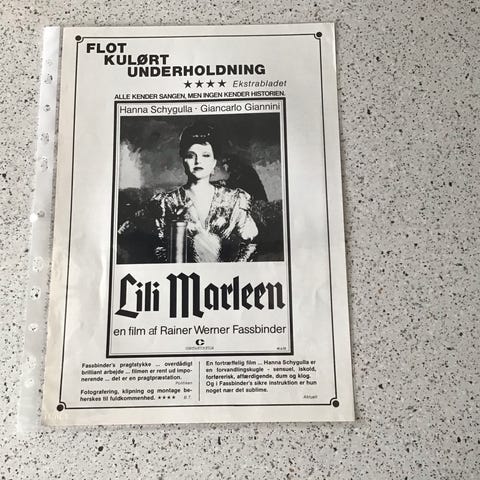 FLOT
KULØRT
UNDERHOLDNING
★★★★ Ekstrabladet
ALLE KENDER SANGEN, MEN INGEN KENDER HISTORIEN.
Hanna Schygulla · Giancarlo Giannini
Lili Marleen
en film af Rainer Werner Fassbinder
Fassbinder's pragtstykke ... overdådigt
brilliant arbejde ... filmen er rent ud impo-
nerende ... det er en pragtpræstation.
Politiken
Fotografering, klipning og montage be-
herskes til fuldkommenhed. ★★★★ B.T.
En fortræffelig film ... Hanna Schygulla er
en forvandlingskugle - sensuel, iskold,
forførerisk, affærdigende, dum og klog.
Og i Fassbinder's sikre instruktion er hun
noget nær det sublime.
Aktuelt